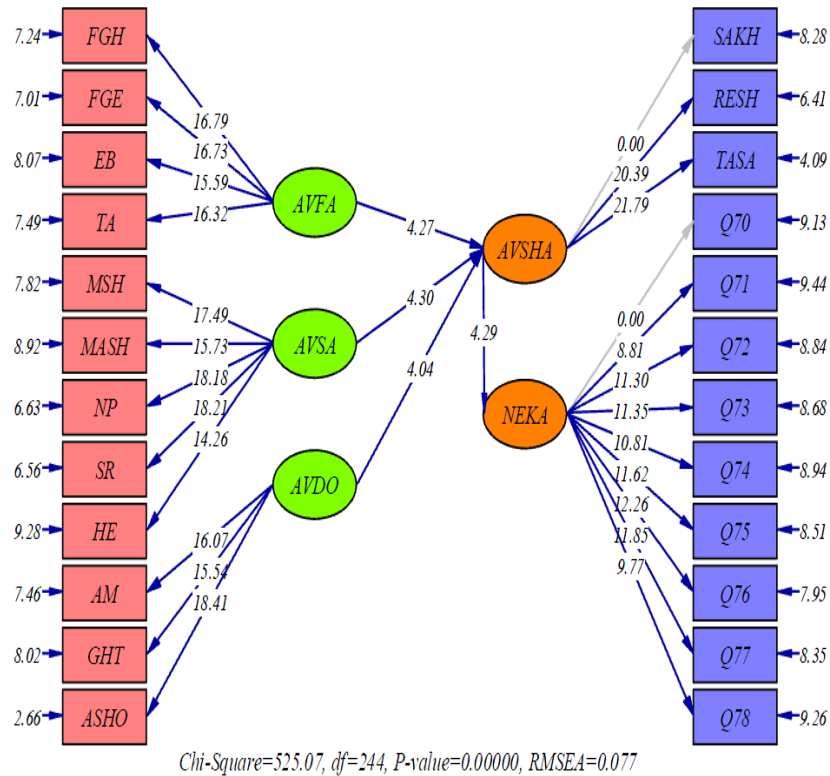 7.24 FGH
7.01 FGE
8.07 EB
7.49 TA
7.82 MSH
8.92 MASH
6.63 NP
6.56 SR
9.28 HE
7.46 AM
8.02 GHT
2.66 ASHO
16.79
16.73
15.59
16.32
17.49
15.73
18.18
18.21
14.26
16.07
15.54
18.41
AVFA
AVSA
AVDO
4.27
4.30
4.04
AVSHA
4.29
NEKA
0.00
20.39
21.79
0.00
8.81
11.30
11.35
10.81
11.62
12.26
11.85
9.77
SAKH 8.28
RESH 6.41
TASA 4.09
Q70 9.13
Q71 9.44
Q72 8.84
Q73 8.68
Q74 8.94
Q75 8.51
Q76 7.95
Q77 8.35
Q78 9.26
Chi-Square=525.07, df=244, P-value=0.00000, RMSEA=0.077